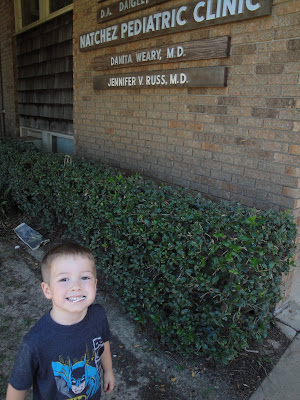 D.A. DAIGLE
NATCHEZ PEDIATRIC CLINIC
DANITA WEARY, M.D.
JENNIFER V. RUSS, M.D.